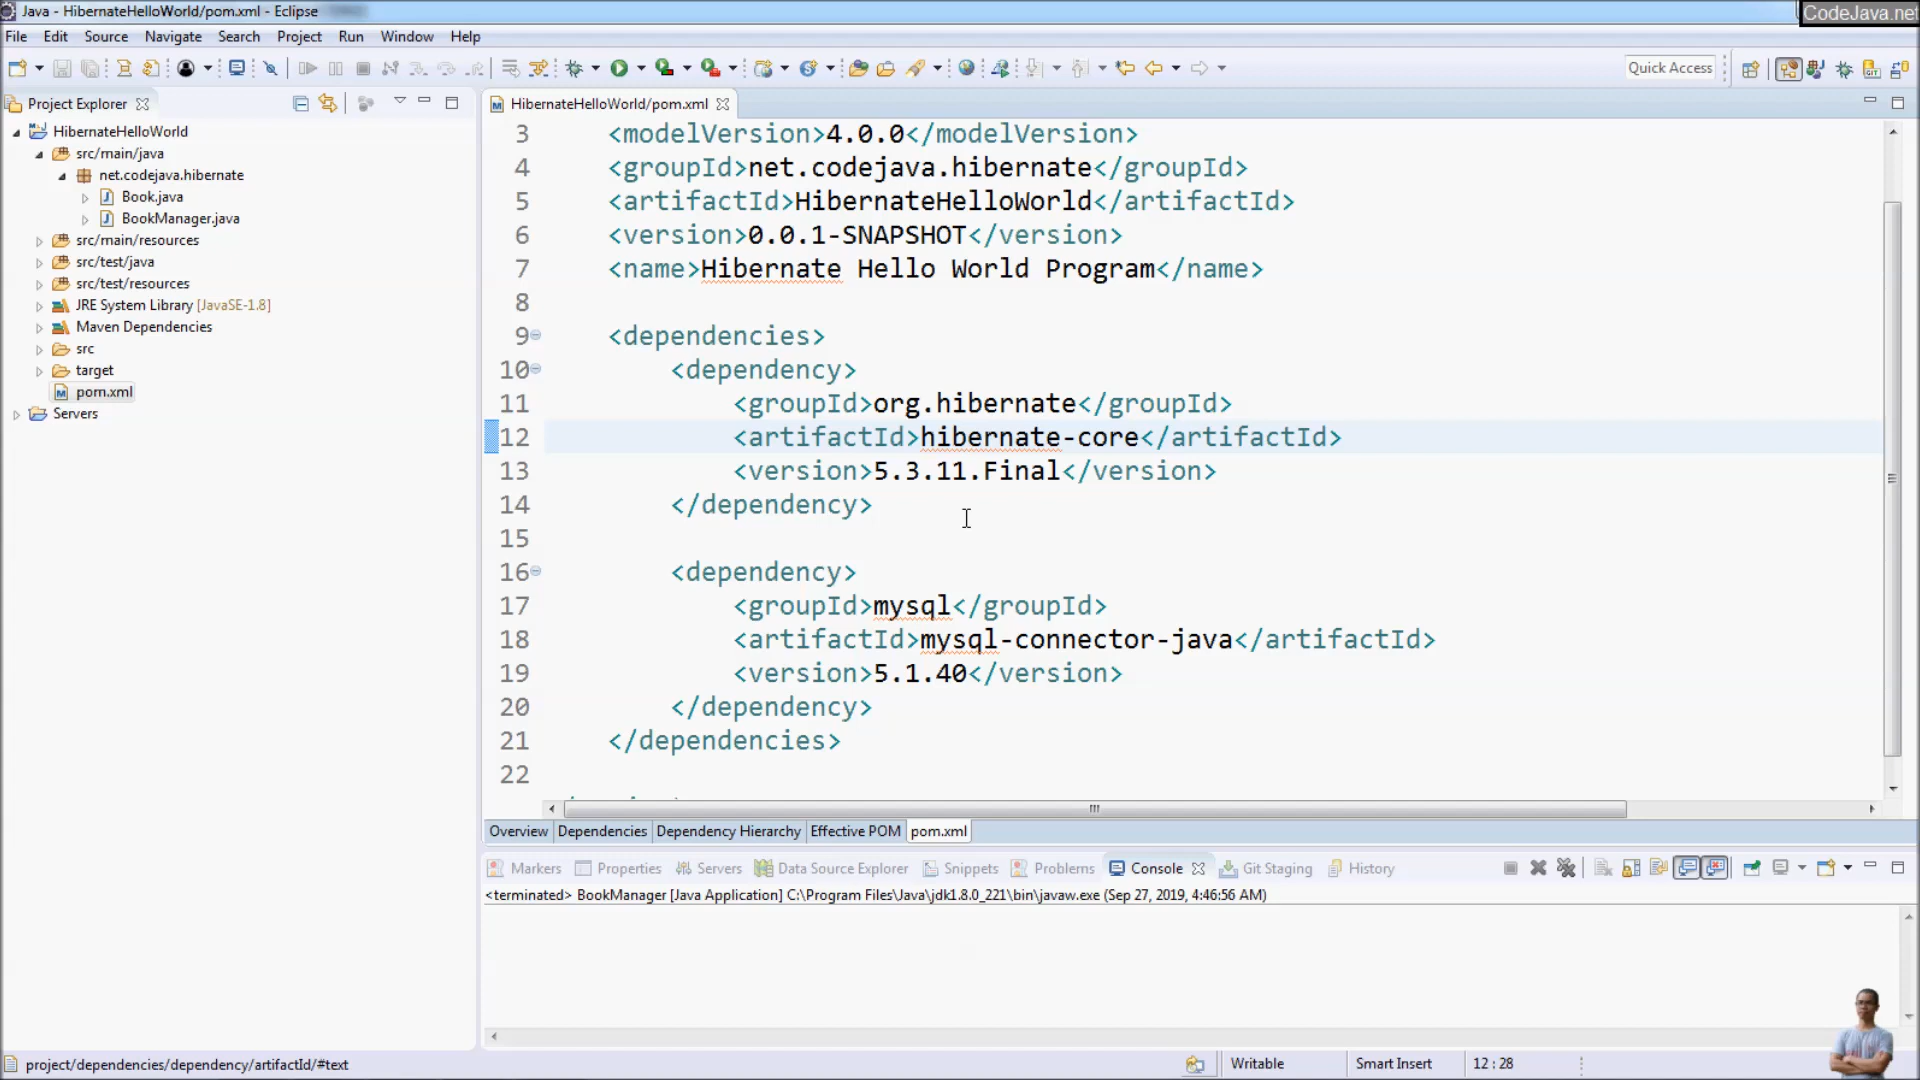 Java - HibernateHelloWorld/pom.xml - Eclipse
CodeJava.net
File Edit Source Navigate Search Project Run Window Help
Quick Access
Project Explorer
HibernateHelloWorld
src/main/java
net.codejava.hibernate
Book.java
BookManager.java
src/main/resources
src/test/java
src/test/resources
JRE System Library [JavaSE-1.8]
Maven Dependencies
src
target
pom.xml
Servers
HibernateHelloWorld/pom.xml
3 <modelVersion>4.0.0</modelVersion>
4 <groupId>net.codejava.hibernate</groupId>
5 <artifactId>HibernateHelloWorld</artifactId>
6 <version>0.0.1-SNAPSHOT</version>
7 <name>Hibernate Hello World Program</name>
8
9 <dependencies>
10 <dependency>
11 <groupId>org.hibernate</groupId>
12 <artifactId>hibernate-core</artifactId>
13 <version>5.3.11.Final</version>
14 </dependency>
15
16 <dependency>
17 <groupId>mysql</groupId>
18 <artifactId>mysql-connector-java</artifactId>
19 <version>5.1.40</version>
20 </dependency>
21 </dependencies>
22
Overview Dependencies Dependency Hierarchy Effective POM pom.xml
Markers Properties Servers Data Source Explorer Snippets Problems Console Git Staging History
<terminated> BookManager [Java Application] C:\Program Files\Java\jdk1.8.0_221\bin\javaw.exe (Sep 27, 2019, 4:46:56 AM)
project/dependencies/dependency/artifactId/#text
Writable Smart Insert 12 : 28